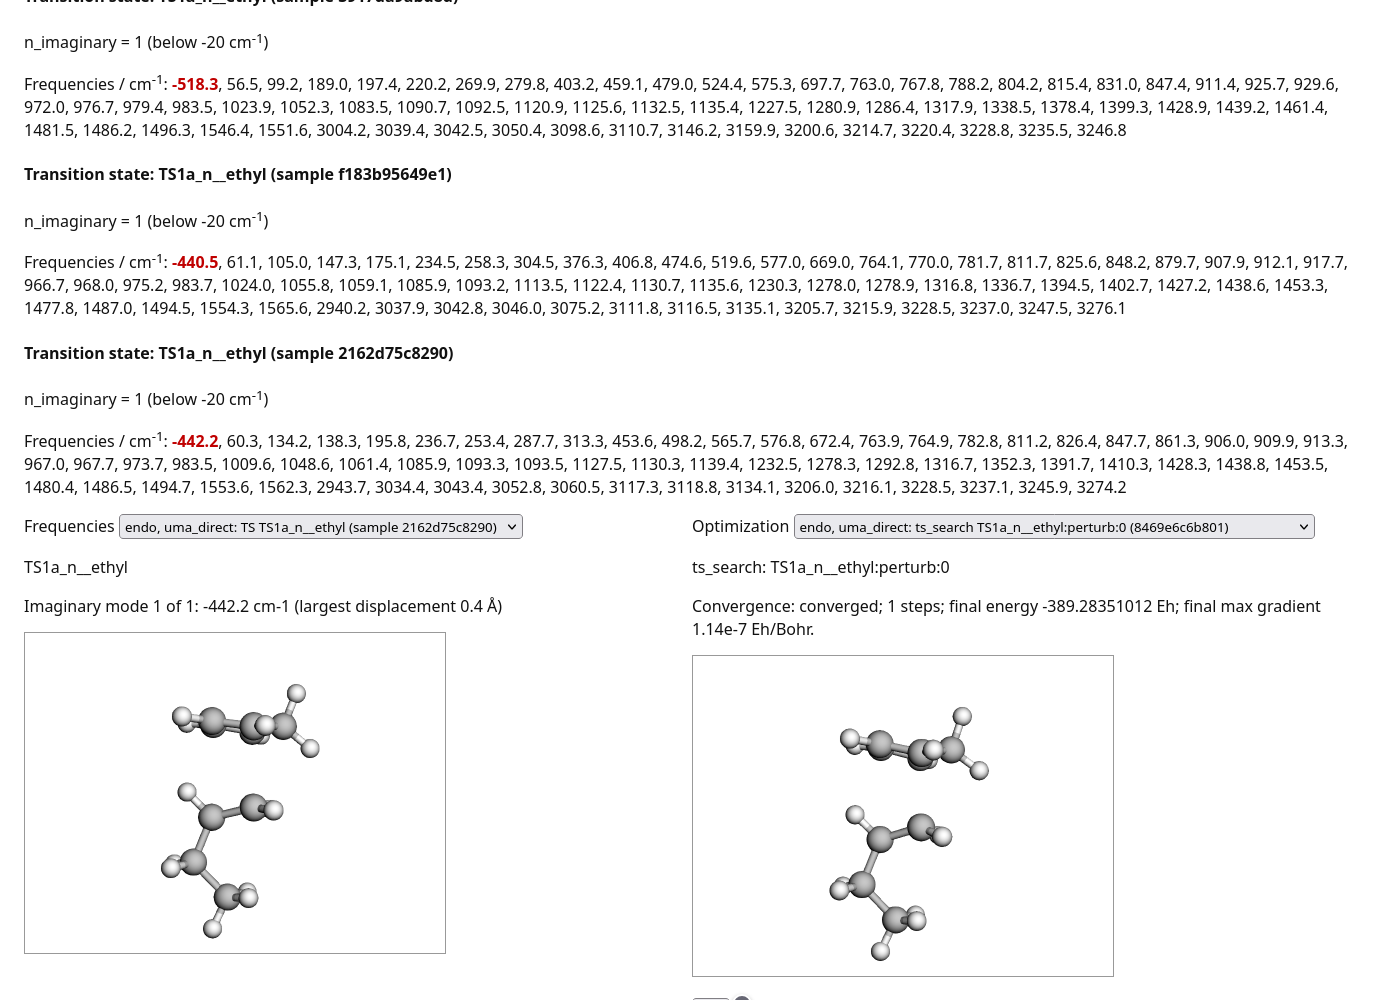 Transition state: TS1a_n__ethyl (sample
n_imaginary = 1 (below -20 cm-1)
Frequencies / cm-1: -518.3, 56.5, 99.2, 189.0, 197.4, 220.2, 269.9, 279.8, 403.2, 459.1, 479.0, 524.4, 575.3, 697.7, 763.0, 767.8, 788.2, 804.2, 815.4, 831.0, 847.4, 911.4, 925.7, 929.6,
972.0, 976.7, 979.4, 983.5, 1023.9, 1052.3, 1083.5, 1090.7, 1092.5, 1120.9, 1125.6, 1132.5, 1135.4, 1227.5, 1280.9, 1286.4, 1317.9, 1338.5, 1378.4, 1399.3, 1428.9, 1439.2, 1461.4,
1481.5, 1486.2, 1496.3, 1546.4, 1551.6, 3004.2, 3039.4, 3042.5, 3050.4, 3098.6, 3110.7, 3146.2, 3159.9, 3200.6, 3214.7, 3220.4, 3228.8, 3235.5, 3246.8
Transition state: TS1a_n__ethyl (sample f183b95649e1)
n_imaginary = 1 (below -20 cm-1)
Frequencies / cm-1: -440.5, 61.1, 105.0, 147.3, 175.1, 234.5, 258.3, 304.5, 376.3, 406.8, 474.6, 519.6, 577.0, 669.0, 764.1, 770.0, 781.7, 811.7, 825.6, 848.2, 879.7, 907.9, 912.1, 917.7,
966.7, 968.0, 975.2, 983.7, 1024.0, 1055.8, 1059.1, 1085.9, 1093.2, 1113.5, 1122.4, 1130.7, 1135.6, 1230.3, 1278.0, 1278.9, 1316.8, 1336.7, 1394.5, 1402.7, 1427.2, 1438.6, 1453.3,
1477.8, 1487.0, 1494.5, 1554.3, 1565.6, 2940.2, 3037.9, 3042.8, 3046.0, 3075.2, 3111.8, 3116.5, 3135.1, 3205.7, 3215.9, 3228.5, 3237.0, 3247.5, 3276.1
Transition state: TS1a_n__ethyl (sample 2162d75c8290)
n_imaginary = 1 (below -20 cm-1)
Frequencies / cm-1: -442.2, 60.3, 134.2, 138.3, 195.8, 236.7, 253.4, 287.7, 313.3, 453.6, 498.2, 565.7, 576.8, 672.4, 763.9, 764.9, 782.8, 811.2, 826.4, 847.7, 861.3, 906.0, 909.9, 913.3,
967.0, 967.7, 973.7, 983.5, 1009.6, 1048.6, 1061.4, 1085.9, 1093.3, 1093.5, 1127.5, 1130.3, 1139.4, 1232.5, 1278.3, 1292.8, 1316.7, 1352.3, 1391.7, 1410.3, 1428.3, 1438.8, 1453.5,
1480.4, 1486.5, 1494.7, 1553.6, 1562.3, 2943.7, 3034.4, 3043.4, 3052.8, 3060.5, 3117.3, 3118.8, 3134.1, 3206.0, 3216.1, 3228.5, 3237.1, 3245.9, 3274.2
Frequencies endo, uma_direct: TS TS1a_n__ethyl (sample 2162d75c8290)
TS1a_n__ethyl
Imaginary mode 1 of 1: -442.2 cm-1 (largest displacement 0.4 Å)
Optimization endo, uma_direct: ts_search TS1a_n__ethyl:perturb:0 (8469e6c6b801)
ts_search: TS1a_n__ethyl:perturb:0
Convergence: converged; 1 steps; final energy -389.28351012 Eh; final max gradient
1.14e-7 Eh/Bohr.